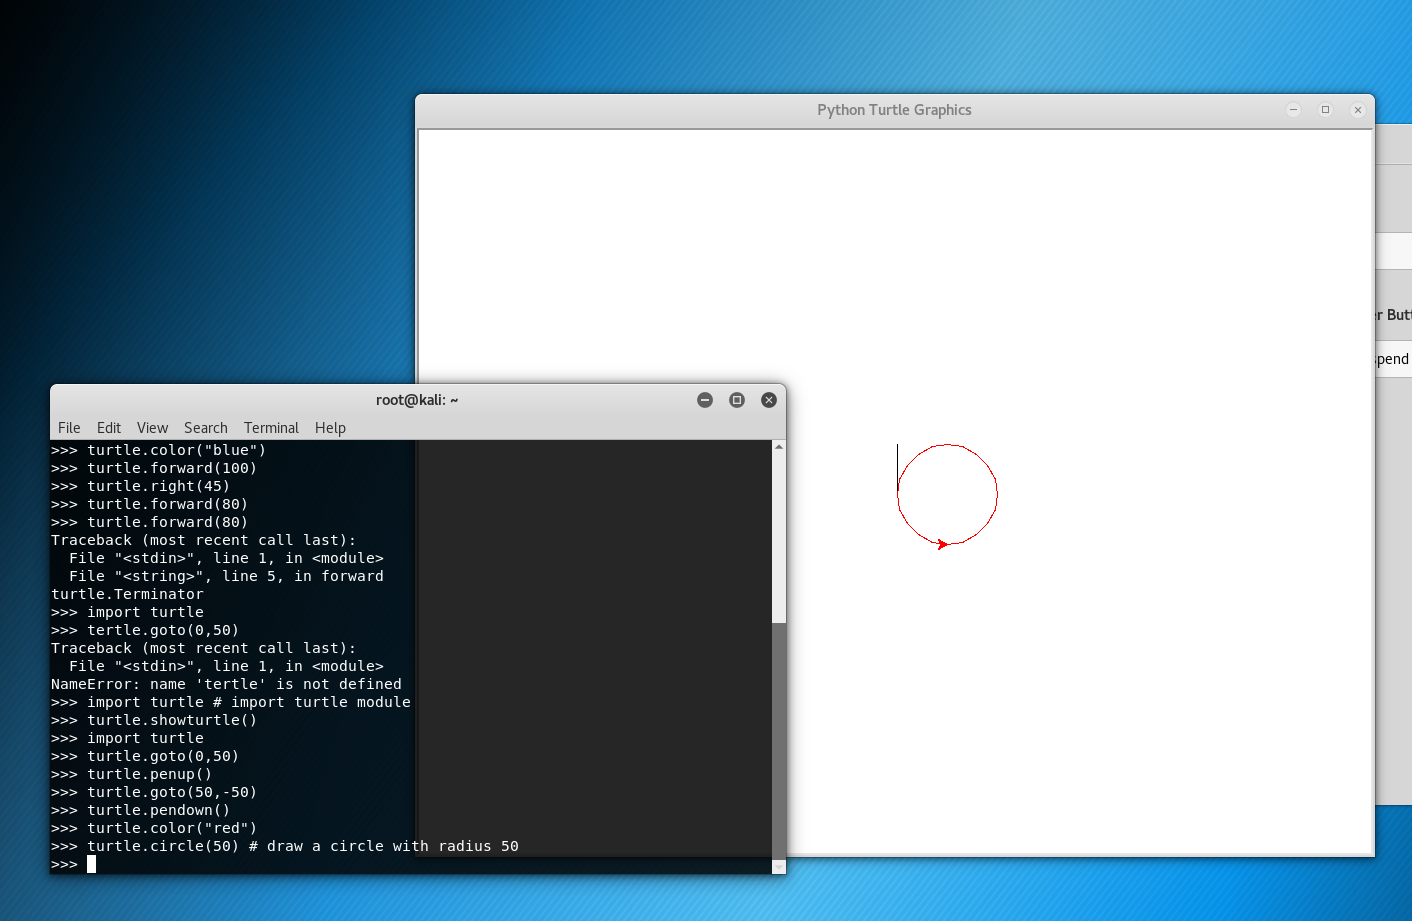 Python Turtle Graphics
er Butt
spend
root@kali: ~
File Edit View Search Terminal Help
>>> turtle.color("blue")
>>> turtle.forward(100)
>>> turtle.right(45)
>>> turtle.forward(80)
>>> turtle.forward(80)
Traceback (most recent call last):
  File "<stdin>", line 1, in <module>
  File "<string>", line 5, in forward
turtle.Terminator
>>> import turtle
>>> tertle.goto(0,50)
Traceback (most recent call last):
  File "<stdin>", line 1, in <module>
NameError: name 'tertle' is not defined
>>> import turtle # import turtle module
>>> turtle.showturtle()
>>> import turtle
>>> turtle.goto(0,50)
>>> turtle.penup()
>>> turtle.goto(50,-50)
>>> turtle.pendown()
>>> turtle.color("red")
>>> turtle.circle(50) # draw a circle with radius 50
>>>